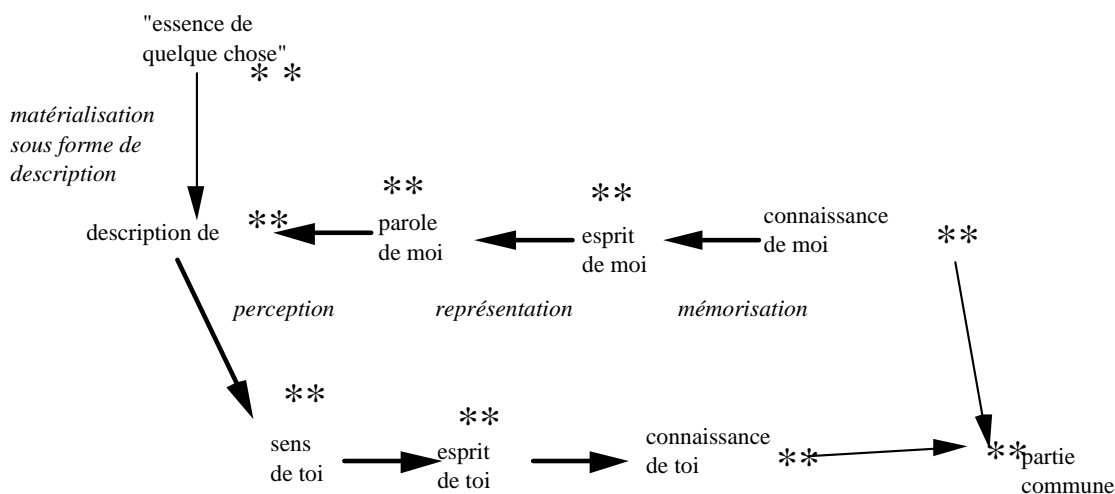 "essence de
quelque chose"
* *
matérialisation
sous forme de
description
description de **
** parole
de moi
** esprit
de moi
connaissance
de moi **
perception
représentation
mémorisation
** sens
de toi
** esprit
de toi
connaissance
de toi **
** partie
commune